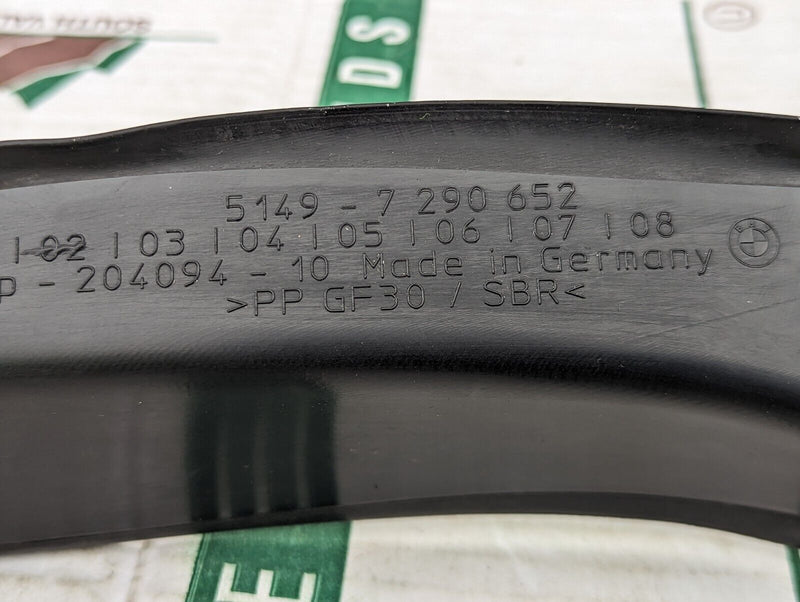 5149 - 7 290 652
| 02 | 03 | 04 | 05 | 06 | 07 | 08
P - 204094 - 10 Made in Germany
>PP GF30 / SBR<
DS
E